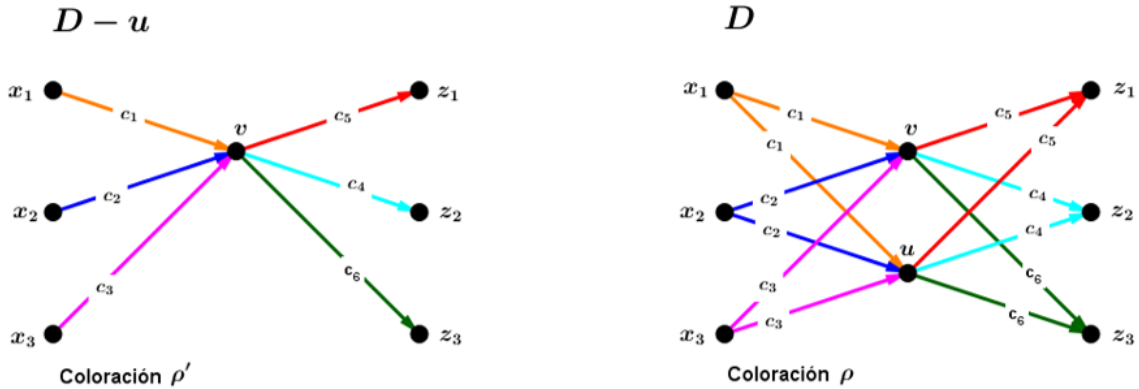 D − u
D
x₁
c₁
v
c₅
z₁
x₂
c₂
c₄
z₂
x₃
c₃
c₆
z₃
Coloración ρ′
x₁
c₁
c₁
v
c₅
c₅
z₁
x₂
c₂
c₂
c₄
c₄
z₂
u
x₃
c₃
c₃
c₆
c₆
z₃
Coloración ρ